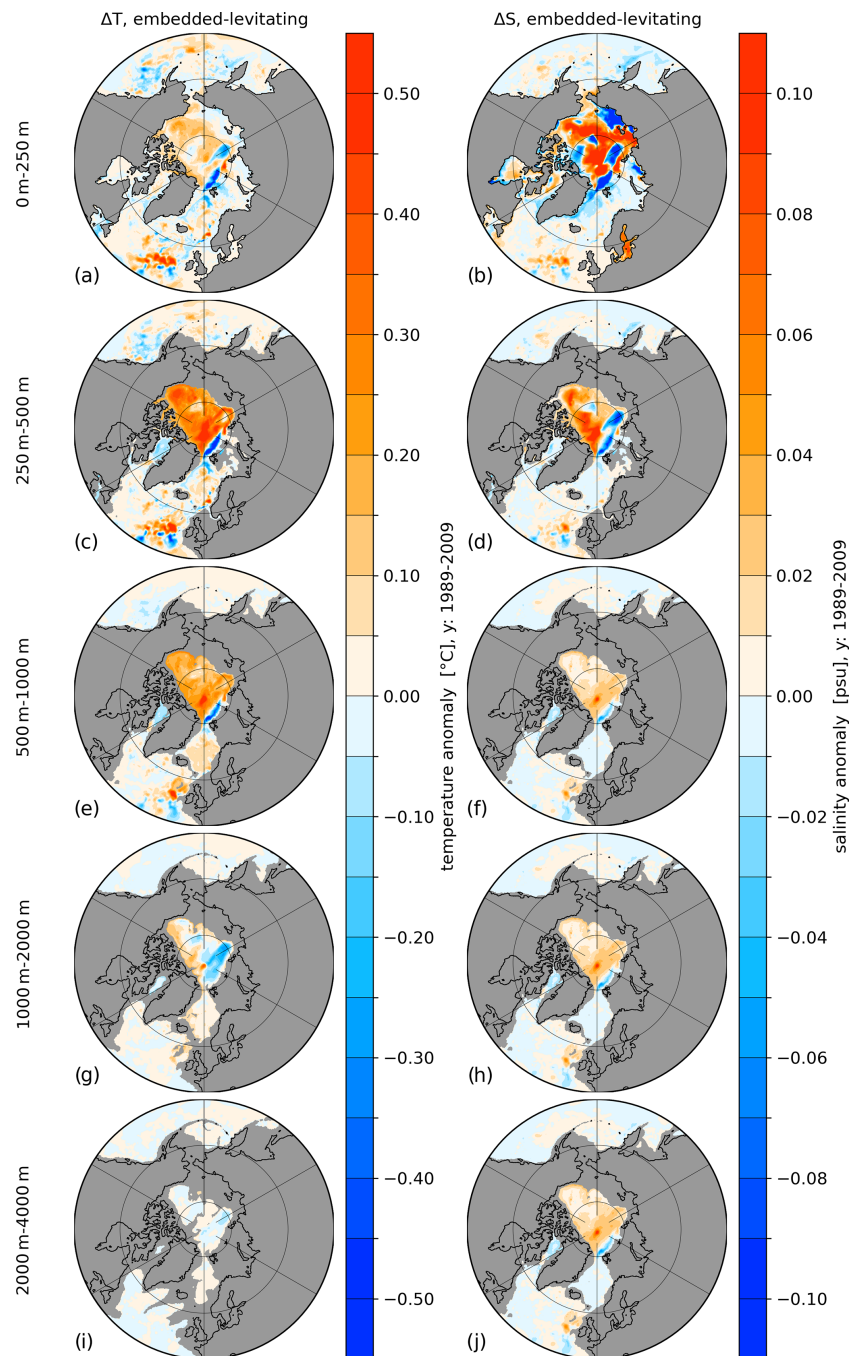 ΔT, embedded-levitating
ΔS, embedded-levitating
0 m-250 m
(a)
(b)
250 m-500 m
(c)
(d)
500 m-1000 m
(e)
(f)
1000 m-2000 m
(g)
(h)
2000 m-4000 m
(i)
(j)
0.50
0.40
0.30
0.20
0.10
0.00
−0.10
−0.20
−0.30
−0.40
−0.50
temperature anomaly [°C], y: 1989-2009
0.10
0.08
0.06
0.04
0.02
0.00
−0.02
−0.04
−0.06
−0.08
−0.10
salinity anomaly [psu], y: 1989-2009